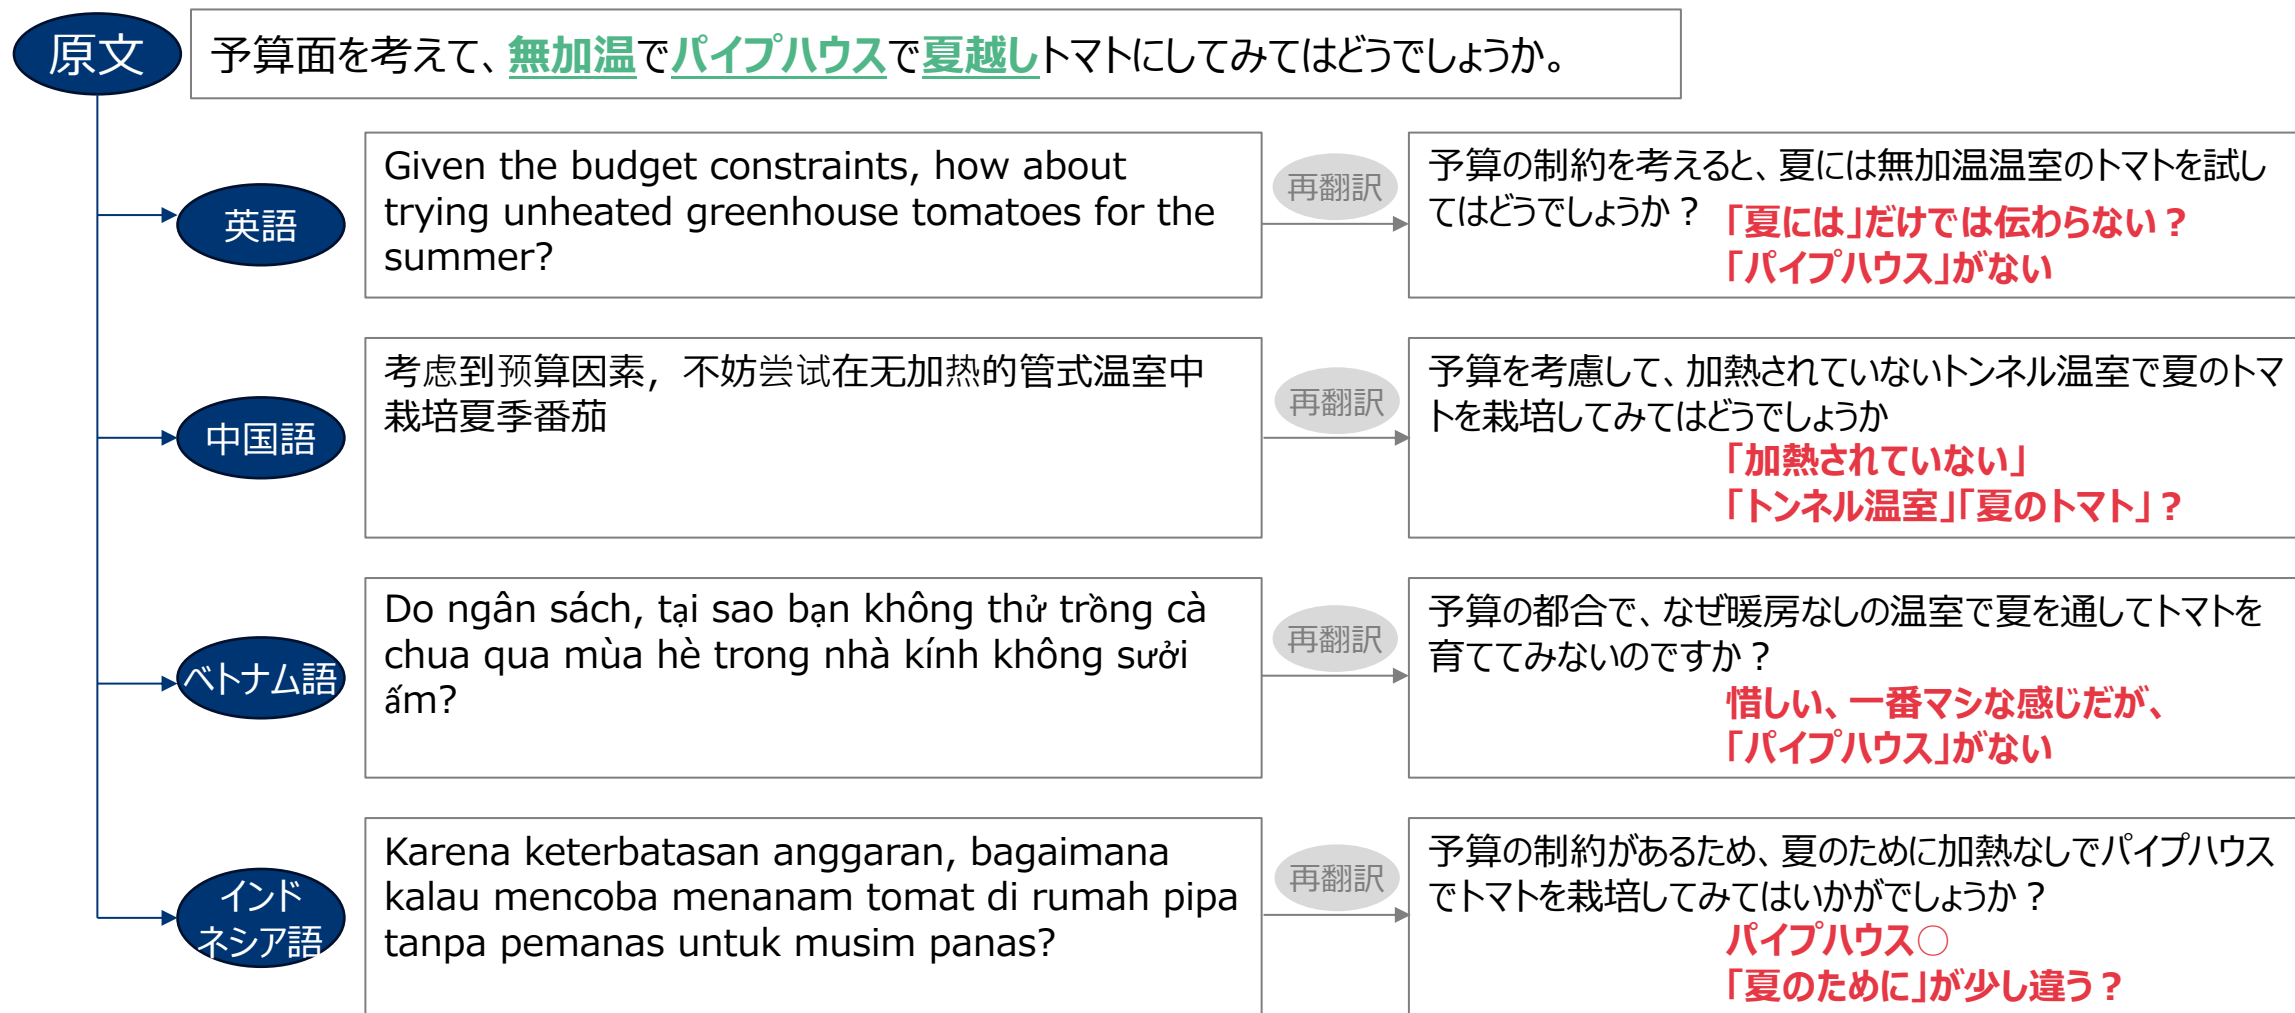 原文
予算面を考えて、無加温でパイプハウスで夏越しトマトにしてみてはどうでしょうか。
英語
Given the budget constraints, how about
trying unheated greenhouse tomatoes for the
summer?
再翻訳
予算の制約を考えると、夏には無加温温室のトマトを試し
てはどうでしょうか？
「夏には」だけでは伝わらない？
「パイプハウス」がない
中国語
考虑到预算因素，不妨尝试在无加热的管式温室中
栽培夏季番茄
再翻訳
予算を考慮して、加熱されていないトンネル温室で夏のトマ
トを栽培してみてはどうでしょうか
「加熱されていない」
「トンネル温室」「夏のトマト」？
ベトナム語
Do ngân sách, tại sao bạn không thử trồng cà
chua qua mùa hè trong nhà kính không sưởi
ấm?
再翻訳
予算の都合で、なぜ暖房なしの温室で夏を通してトマトを
育ててみないのですか？
惜しい、一番マシな感じだが、
「パイプハウス」がない
インド
ネシア語
Karena keterbatasan anggaran, bagaimana
kalau mencoba menanam tomat di rumah pipa
tanpa pemanas untuk musim panas?
再翻訳
予算の制約があるため、夏のために加熱なしでパイプハウス
でトマトを栽培してみてはいかがでしょうか？
パイプハウス○
「夏のために」が少し違う？